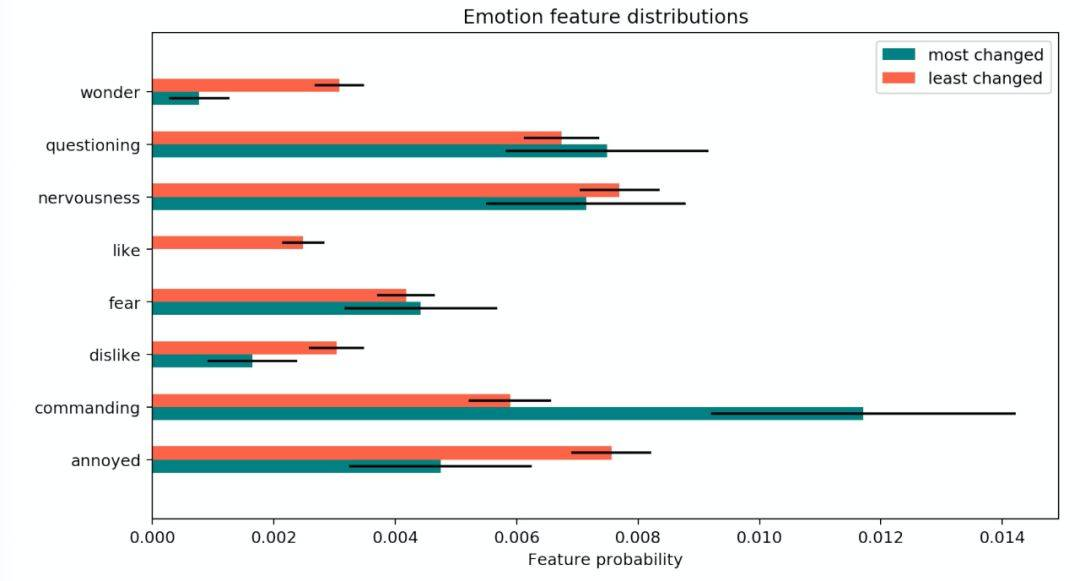 Emotion feature distributions
most changed
least changed
wonder
questioning
nervousness
like
fear
dislike
commanding
annoyed
0.000 0.002 0.004 0.006 0.008 0.010 0.012 0.014
Feature probability